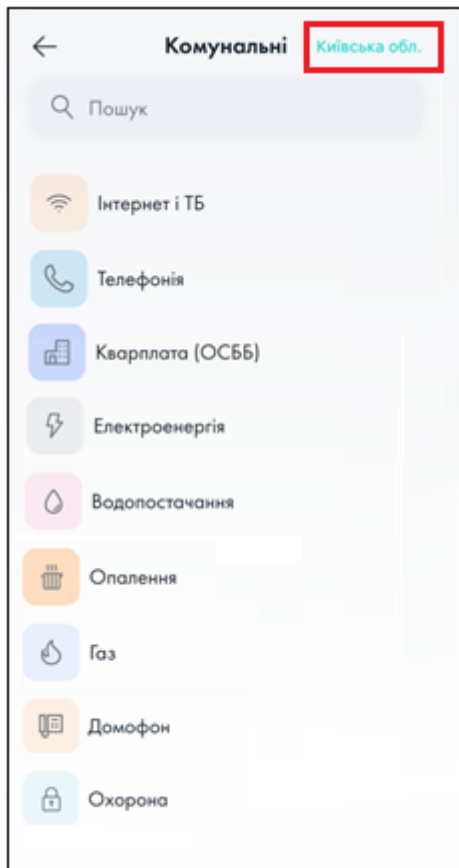 Комунальні Київська обл.
Пошук
Інтернет і ТБ
Телефонія
Кварплата (ОСББ)
Електроенергія
Водопостачання
Опалення
Газ
Домофон
Охорона